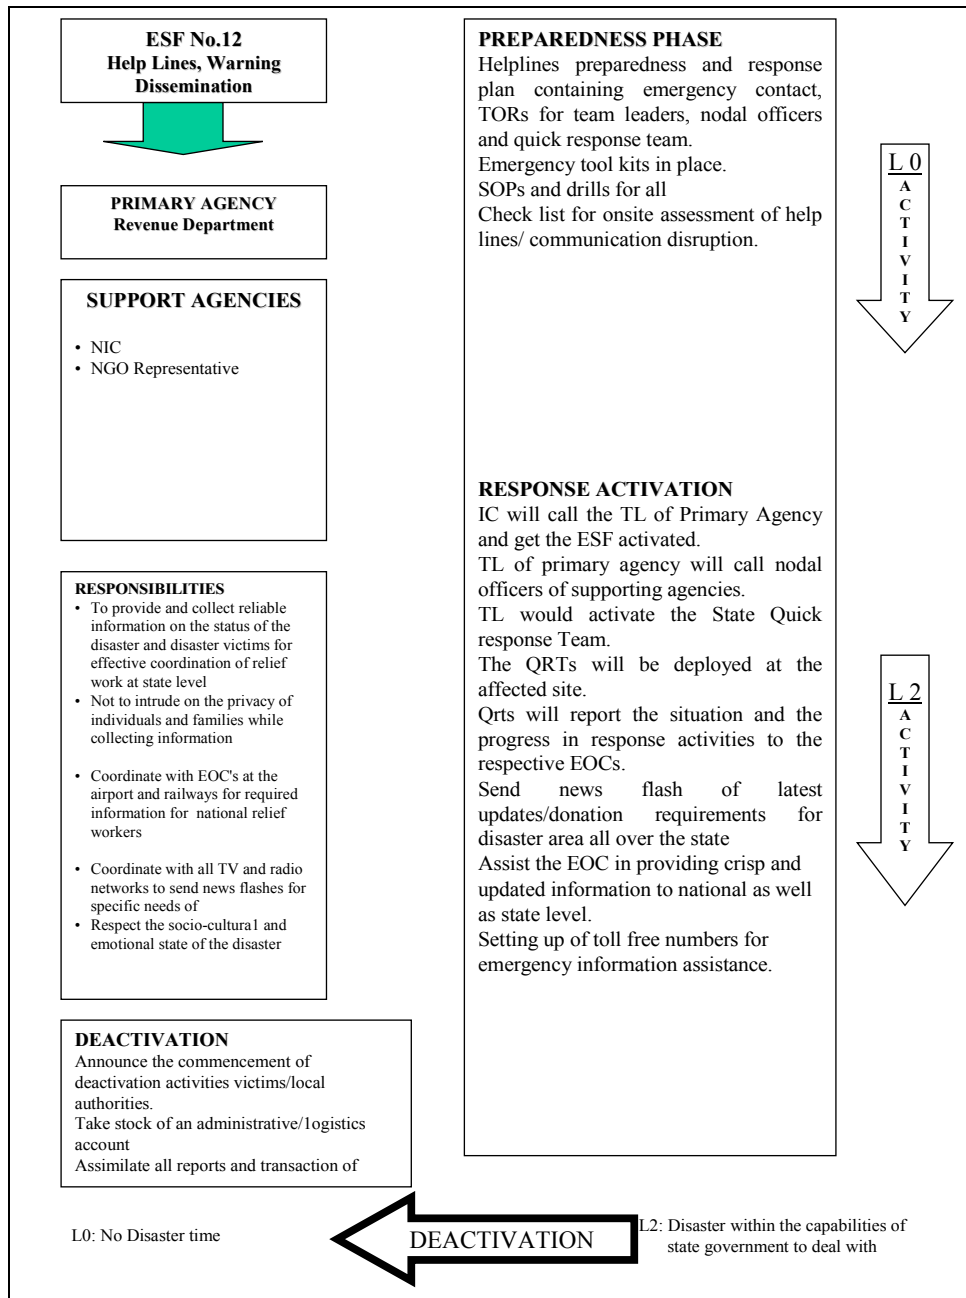 ESF No.12
Help Lines, Warning
Dissemination
PRIMARY AGENCY
Revenue Department
SUPPORT AGENCIES
• NIC
• NGO Representative
RESPONSIBILITIES
• To provide and collect reliable
information on the status of the
disaster and disaster victims for
effective coordination of relief
work at state level
• Not to intrude on the privacy of
individuals and families while
collecting information
• Coordinate with EOC's at the
airport and railways for required
information for national relief
workers
• Coordinate with all TV and radio
networks to send news flashes for
specific needs of
• Respect the socio-cultura1 and
emotional state of the disaster
DEACTIVATION
Announce the commencement of
deactivation activities victims/local
authorities.
Take stock of an administrative/1ogistics
account
Assimilate all reports and transaction of
PREPAREDNESS PHASE
Helplines preparedness and response
plan containing emergency contact,
TORs for team leaders, nodal officers
and quick response team.
Emergency tool kits in place.
SOPs and drills for all
Check list for onsite assessment of help
lines/ communication disruption.
RESPONSE ACTIVATION
IC will call the TL of Primary Agency
and get the ESF activated.
TL of primary agency will call nodal
officers of supporting agencies.
TL would activate the State Quick
response Team.
The QRTs will be deployed at the
affected site.
Qrts will report the situation and the
progress in response activities to the
respective EOCs.
Send news flash of latest
updates/donation requirements for
disaster area all over the state
Assist the EOC in providing crisp and
updated information to national as well
as state level.
Setting up of toll free numbers for
emergency information assistance.
L 0
A
C
T
I
V
I
T
Y
L 2
A
C
T
I
V
I
T
Y
L0: No Disaster time
DEACTIVATION
L2: Disaster within the capabilities of
state government to deal with